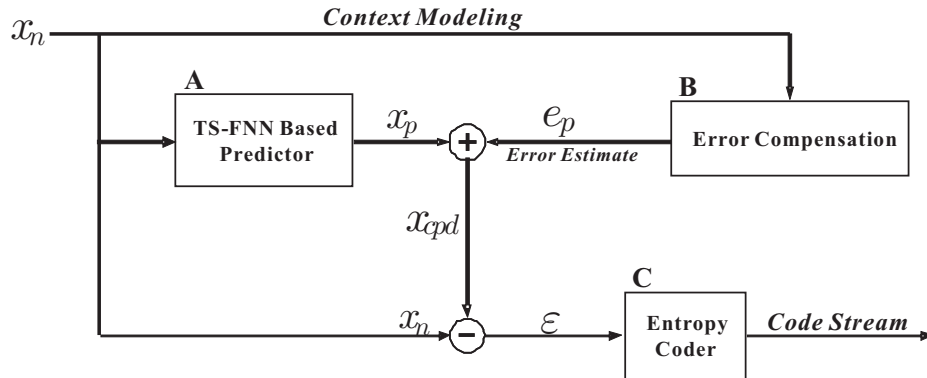 Context Modeling
x_n
A
B
TS-FNN Based
Predictor
x_p
+
e_p
Error Estimate
Error Compensation
x_cpd
C
x_n
−
ε
Entropy
Coder
Code Stream